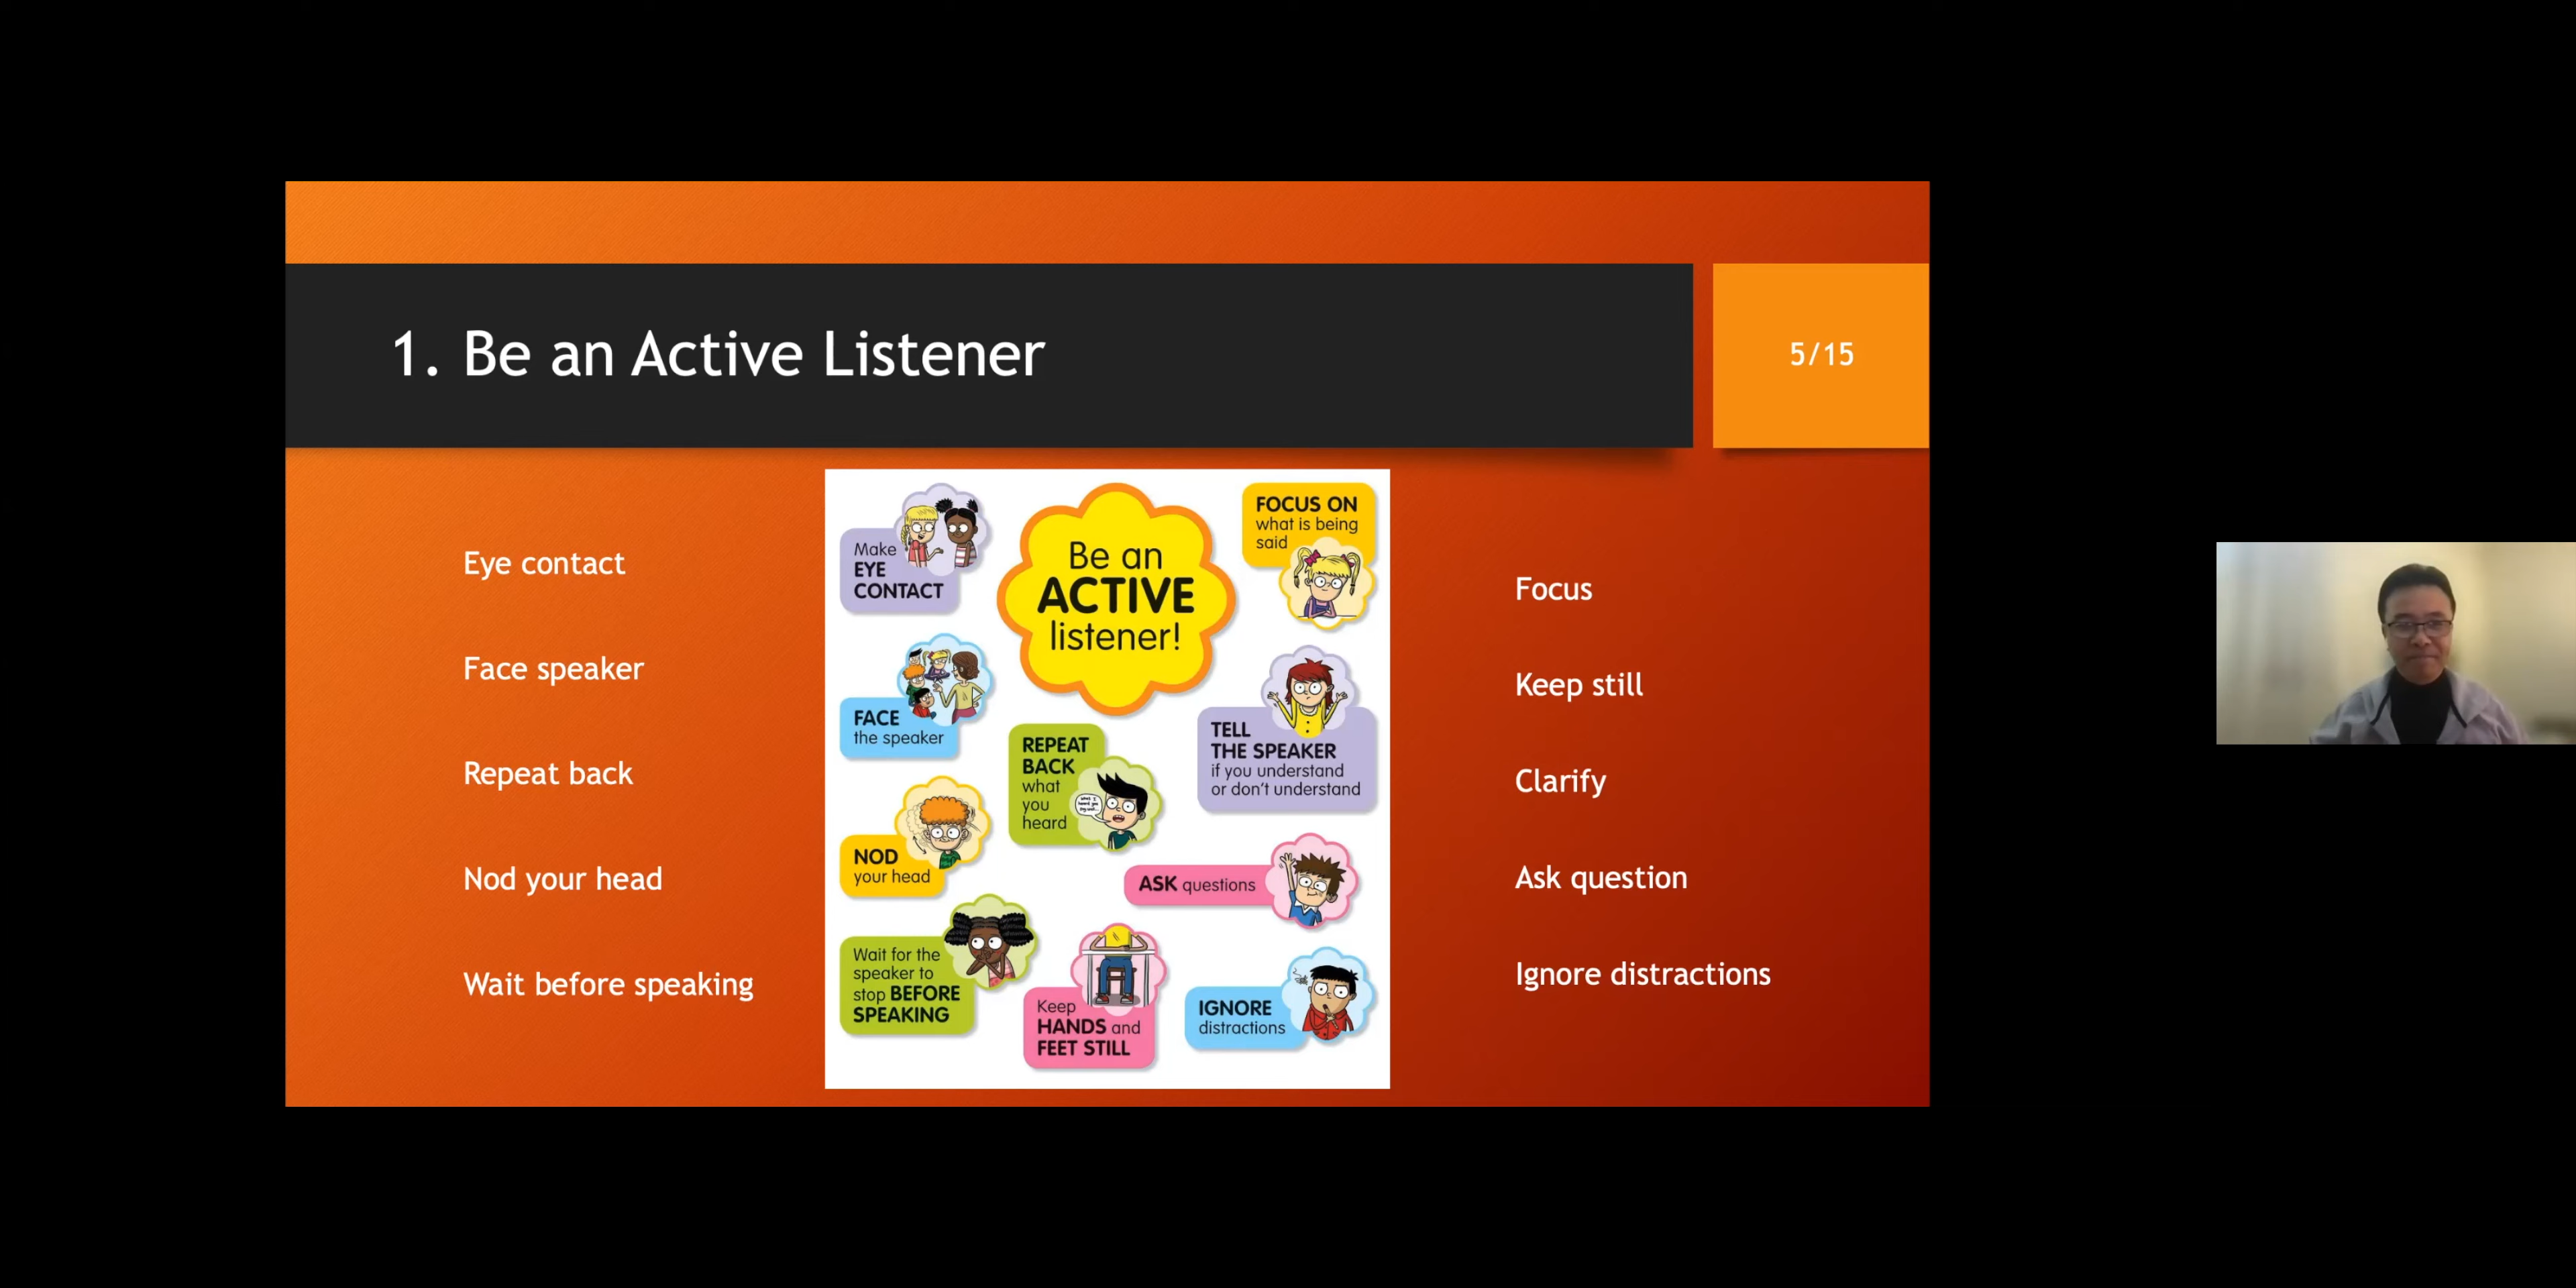 1. Be an Active Listener
5/15
Eye contact
Face speaker
Repeat back
Nod your head
Wait before speaking
Make
EYE
CONTACT
Be an
ACTIVE
listener!
FOCUS ON
what is being
said
FACE
the speaker
REPEAT
BACK
what
you
heard
TELL
THE SPEAKER
if you understand
or don't understand
NOD
your head
ASK questions
Wait for the
speaker to
stop BEFORE
SPEAKING
Keep
HANDS and
FEET STILL
IGNORE
distractions
Focus
Keep still
Clarify
Ask question
Ignore distractions